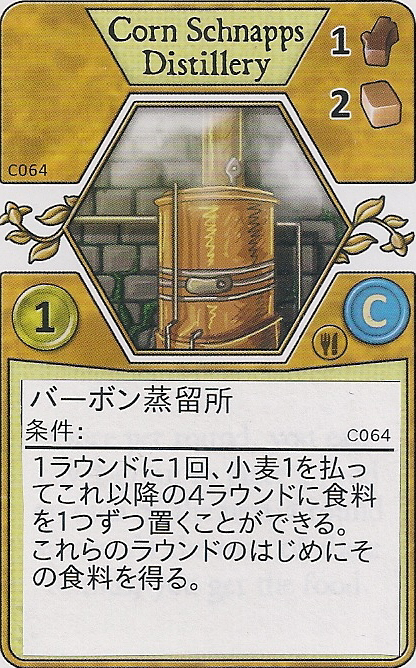 Corn Schnapps
Distillery
1
2
C064
1
C
バーボン蒸留所
条件:
C064
1ラウンドに1回、小麦1を払っ
てこれ以降の4ラウンドに食料
を1つずつ置くことができる。
これらのラウンドのはじめにそ
の食料を得る。
get the food.